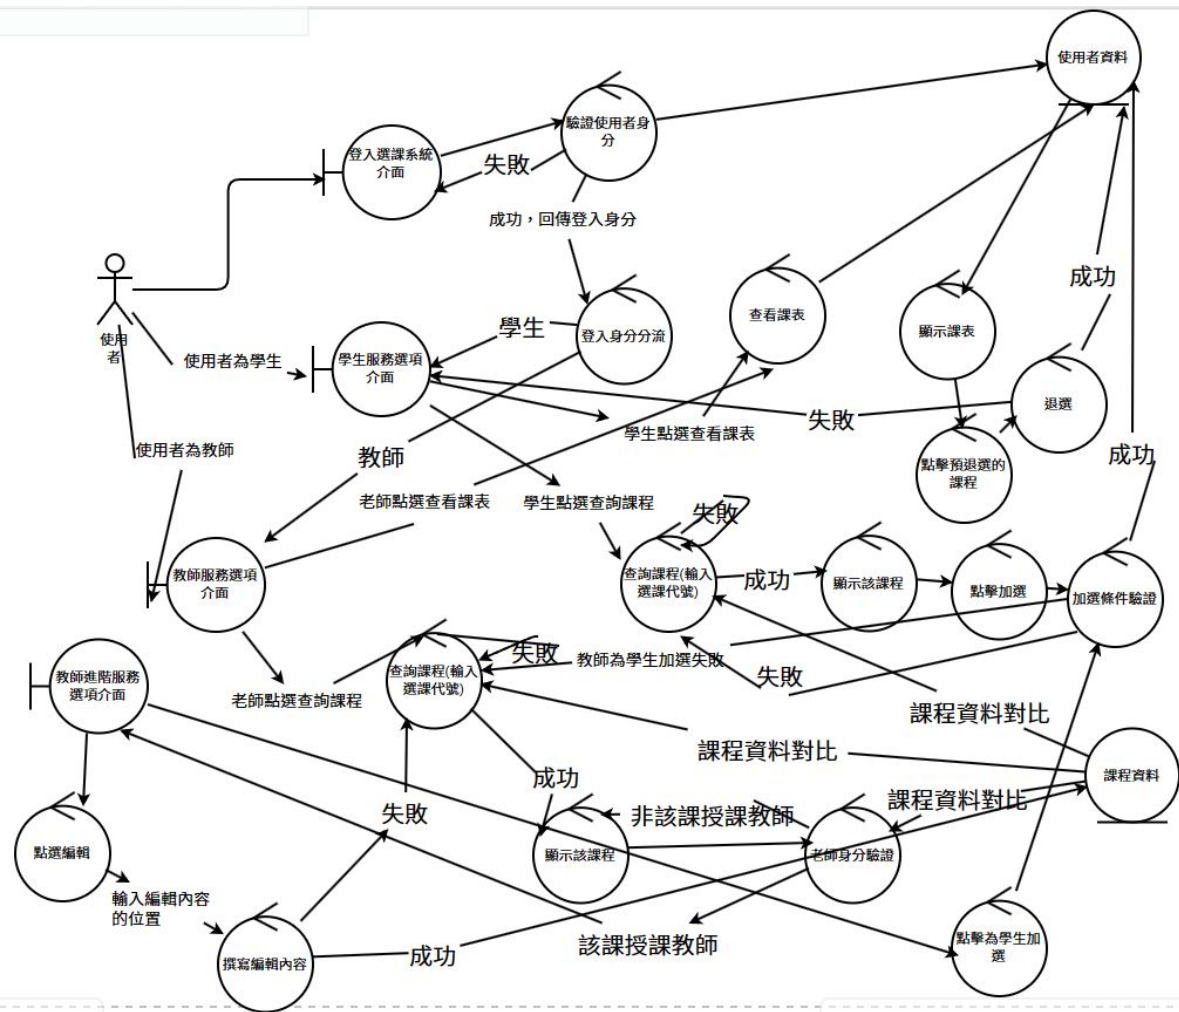 使用者資料
驗證使用者身
分
登入選課系統
介面
失敗
成功，回傳登入身分
成功
使用
者
學生
登入身分分流
查看課表
顯示課表
使用者為學生
學生服務選項
介面
退選
失敗
學生點選查看課表
使用者為教師
教師
成功
點擊預退選的
課程
老師點選查看課表
學生點選查詢課程
失敗
教師服務選項
介面
查詢課程(輸入
選課代號)
成功
顯示該課程
點擊加選
加選條件驗證
失敗
教師為學生加選失敗
教師進階服務
選項介面
查詢課程(輸入
選課代號)
失敗
老師點選查詢課程
課程資料對比
課程資料對比
課程資料
成功
課程資料對比
失敗
非該課授課教師
點選編輯
顯示該課程
老師身分驗證
輸入編輯內容
的位置
該課授課教師
點擊為學生加
選
成功
撰寫編輯內容